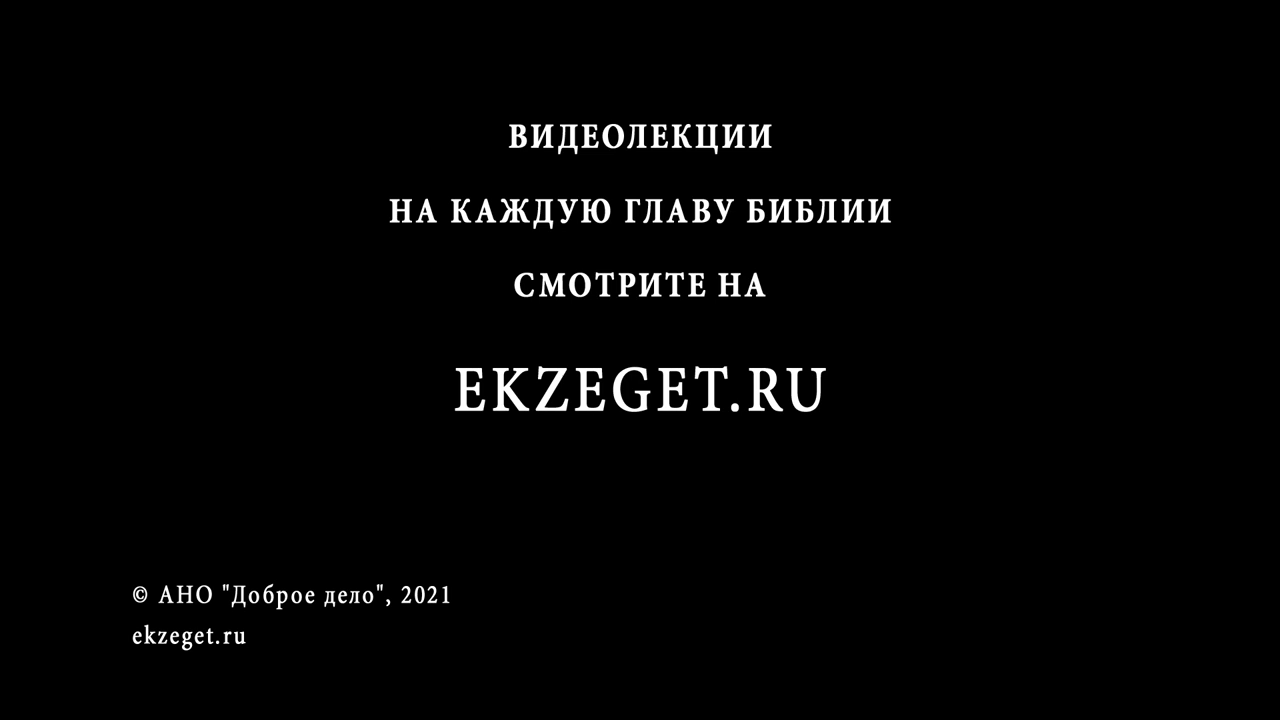 ВИДЕОЛЕКЦИИ
НА КАЖДУЮ ГЛАВУ БИБЛИИ
СМОТРИТЕ НА
EKZEGET.RU
© АНО "Доброе дело", 2021
ekzeget.ru